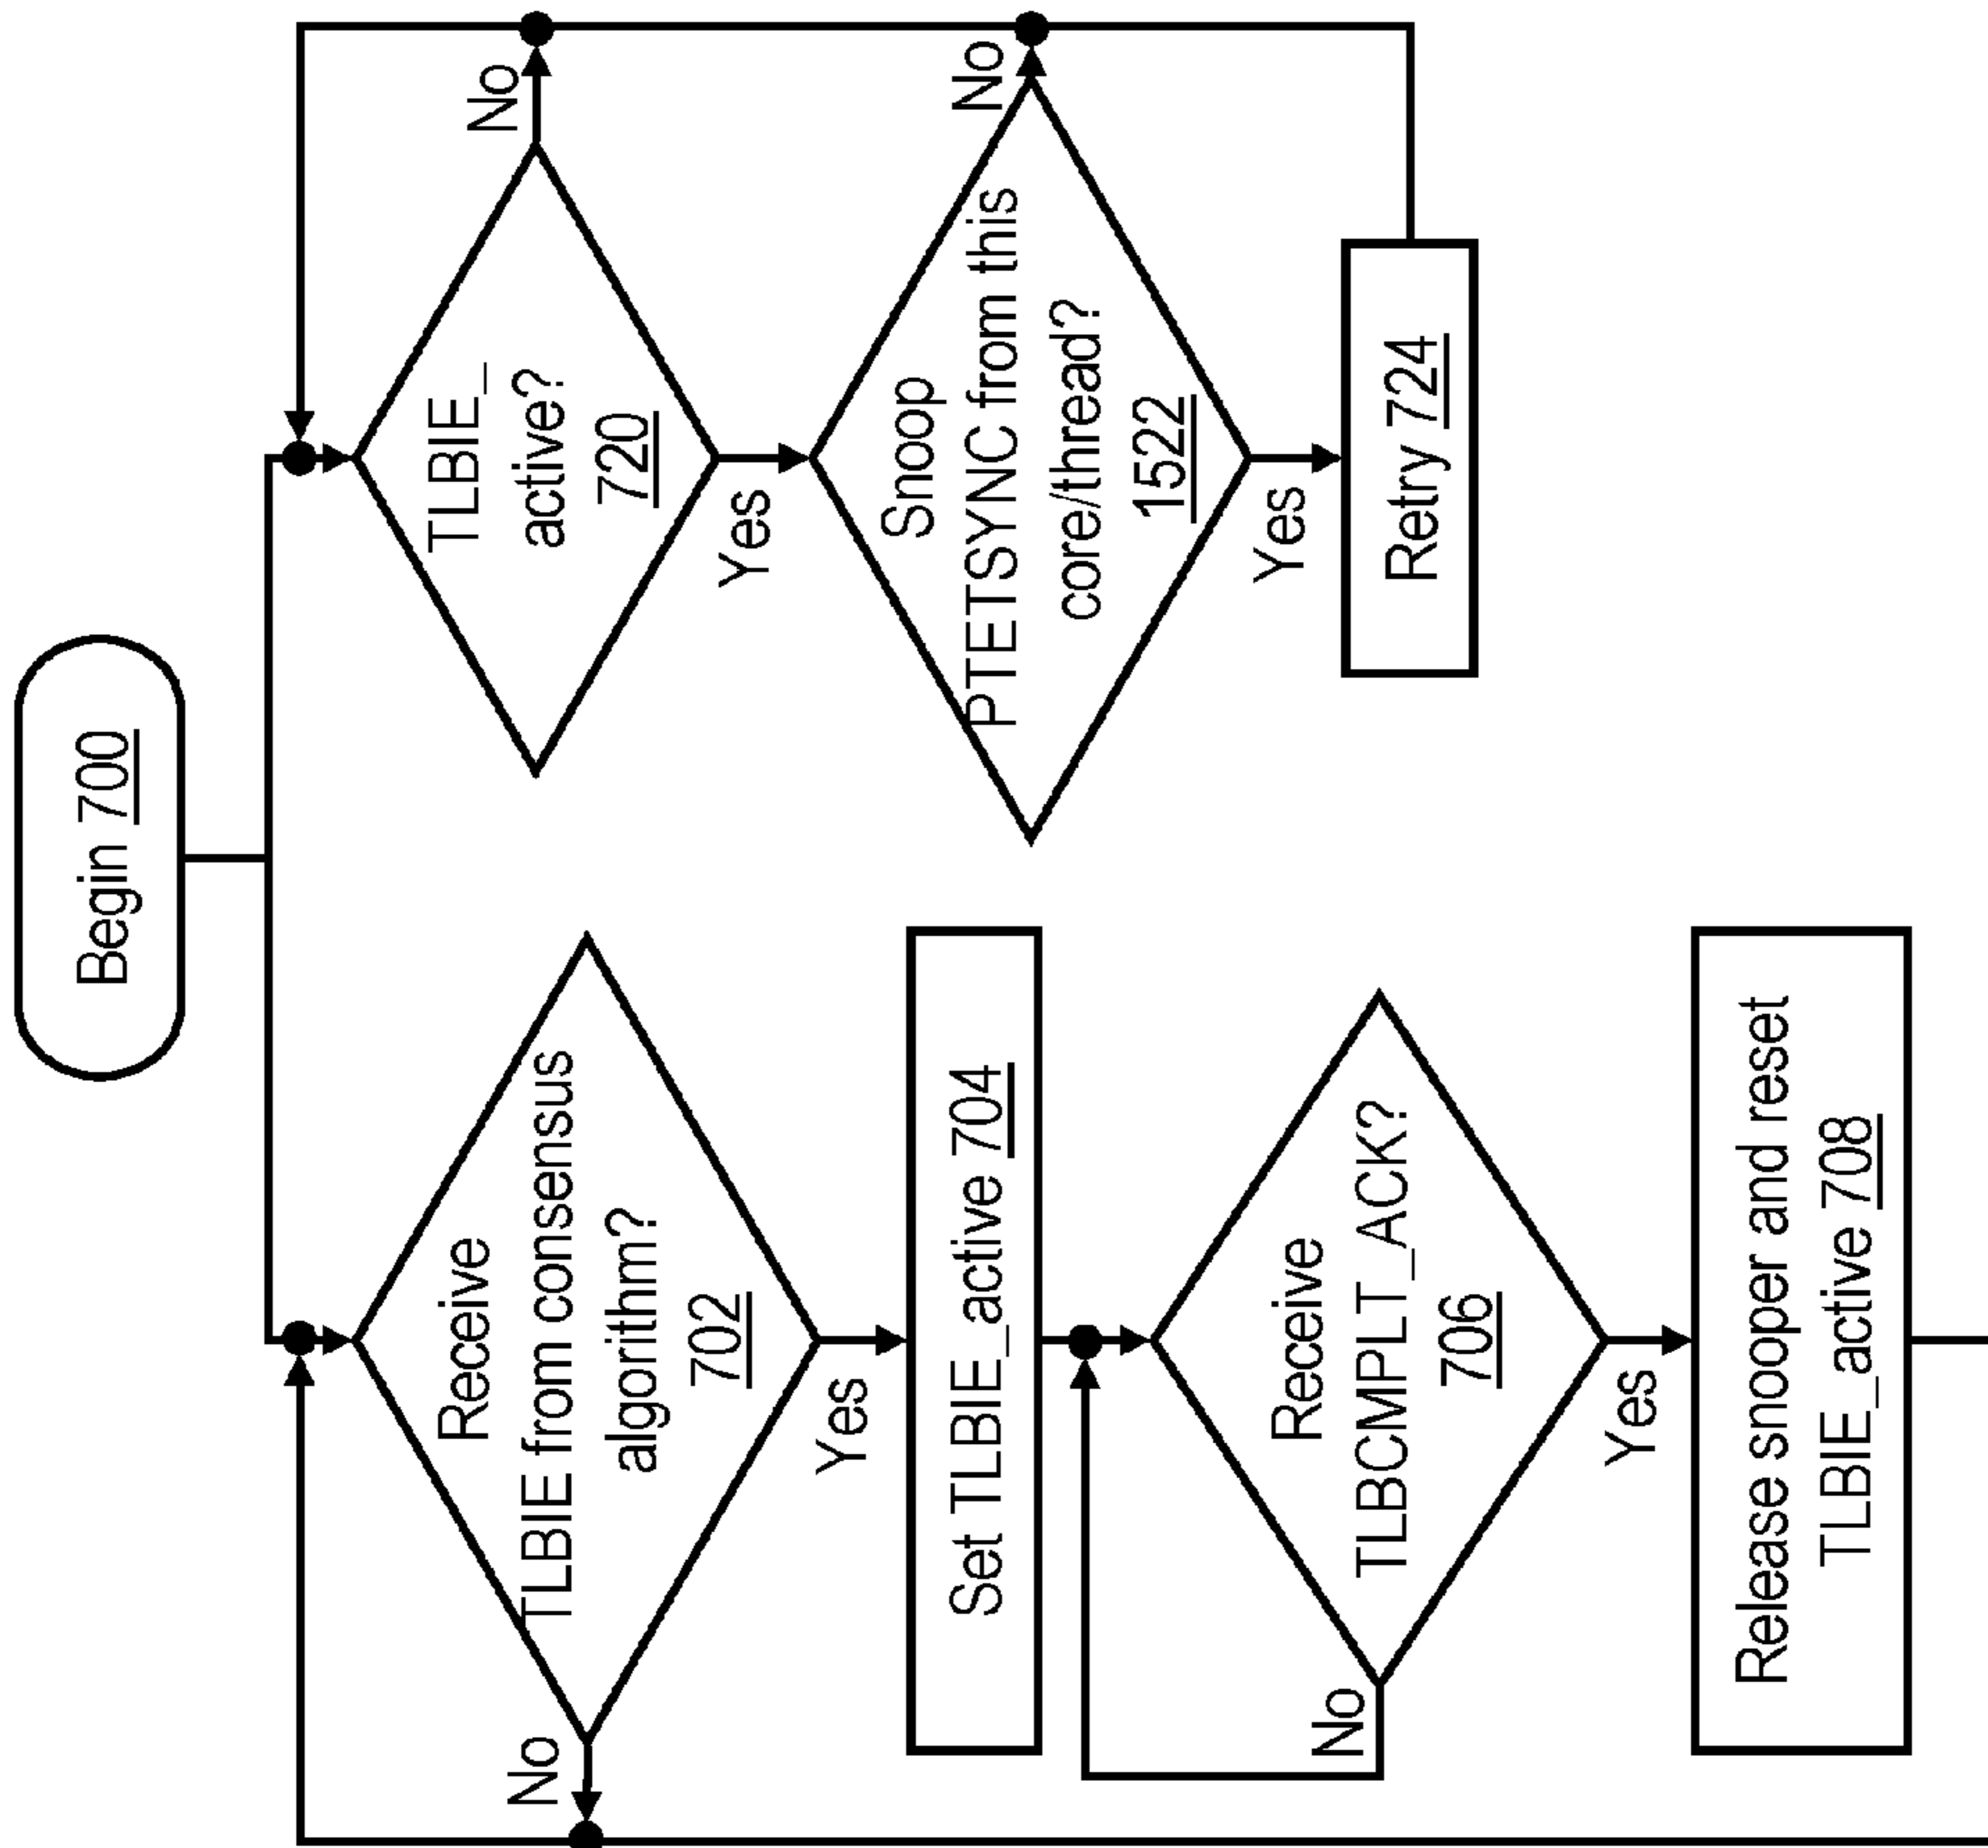 Begin 700
Receive
TLBIE from consensus
algorithm?
702
No
Yes
Set TLBIE_active 704
Receive
TLBCMPLT_ACK?
706
No
Yes
Release snooper and reset
TLBIE_active 708
TLBIE_
active?
720
No
Yes
Snoop
PTETSYNC from this
core/thread?
1522
No
Yes
Retry 724